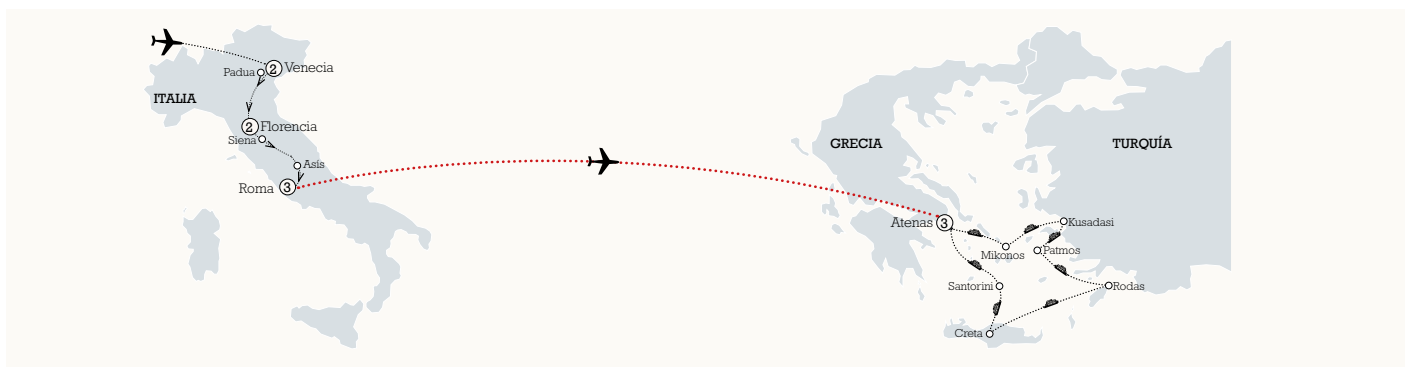 2 Venecia
Padua
ITALIA
2 Florencia
Siena
Asís
Roma 3
GRECIA
TURQUÍA
Atenas 3
Kusadasi
Mikonos
Patmos
Santorini
Rodas
Creta